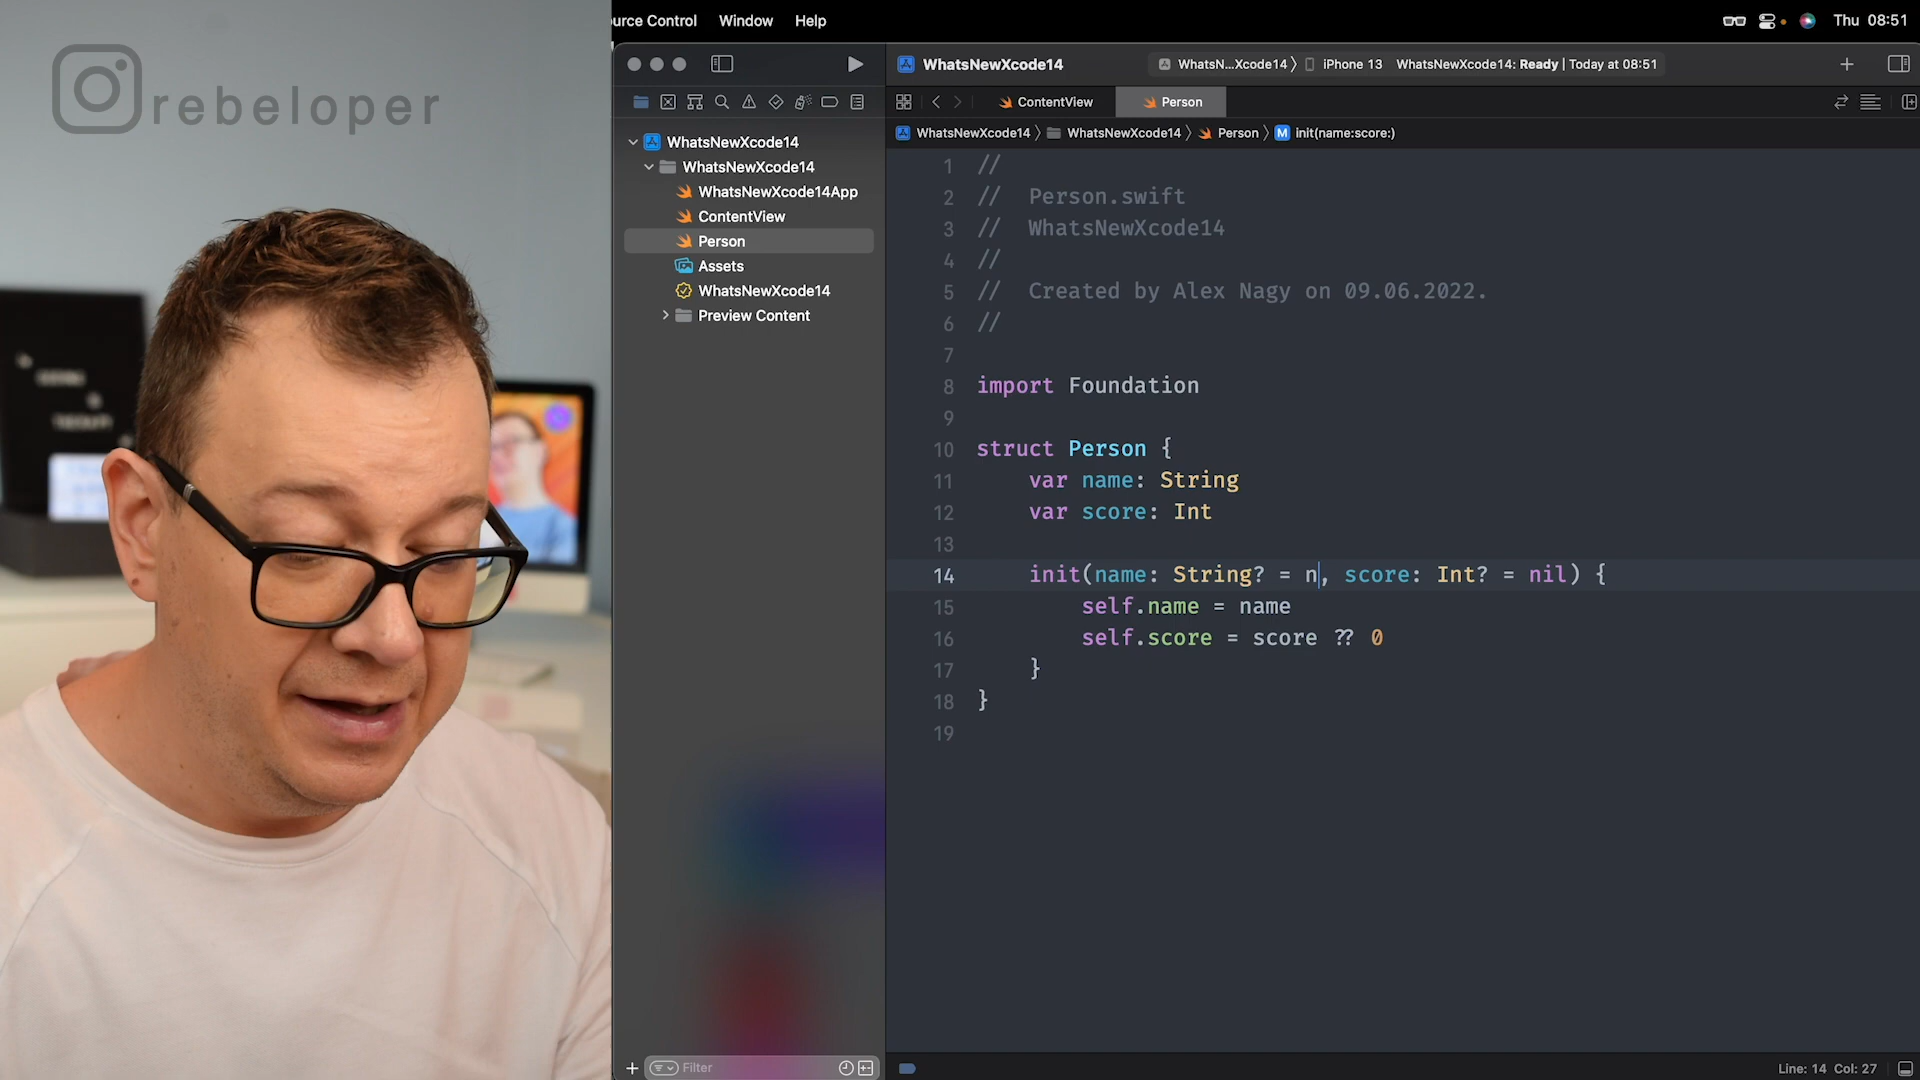 urce Control Window Help Thu 08:51
rebeloper
WhatsNewXcode14 WhatsN...Xcode14 iPhone 13 WhatsNewXcode14: Ready | Today at 08:51
ContentView Person
WhatsNewXcode14 WhatsNewXcode14 Person M init(name:score:)
WhatsNewXcode14
WhatsNewXcode14
WhatsNewXcode14App
ContentView
Person
Assets
WhatsNewXcode14
Preview Content
Filter
1 //
2 // Person.swift
3 // WhatsNewXcode14
4 //
5 // Created by Alex Nagy on 09.06.2022.
6 //
7
8 import Foundation
9
10 struct Person {
11 var name: String
12 var score: Int
13
14 init(name: String? = n, score: Int? = nil) {
15 self.name = name
16 self.score = score ?? 0
17 }
18 }
19
Line: 14 Col: 27